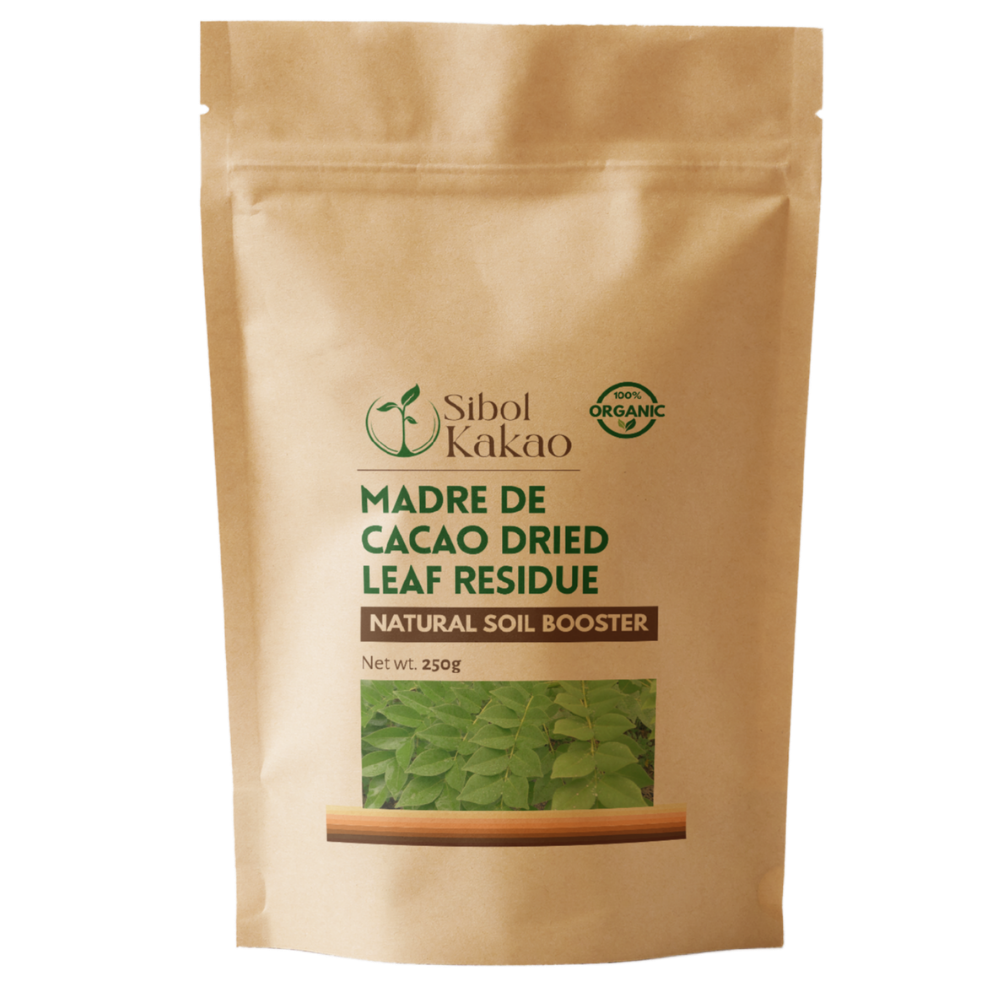 Sibol
Kakao
100%
ORGANIC
MADRE DE
CACAO DRIED
LEAF RESIDUE
NATURAL SOIL BOOSTER
Net wt. 250g